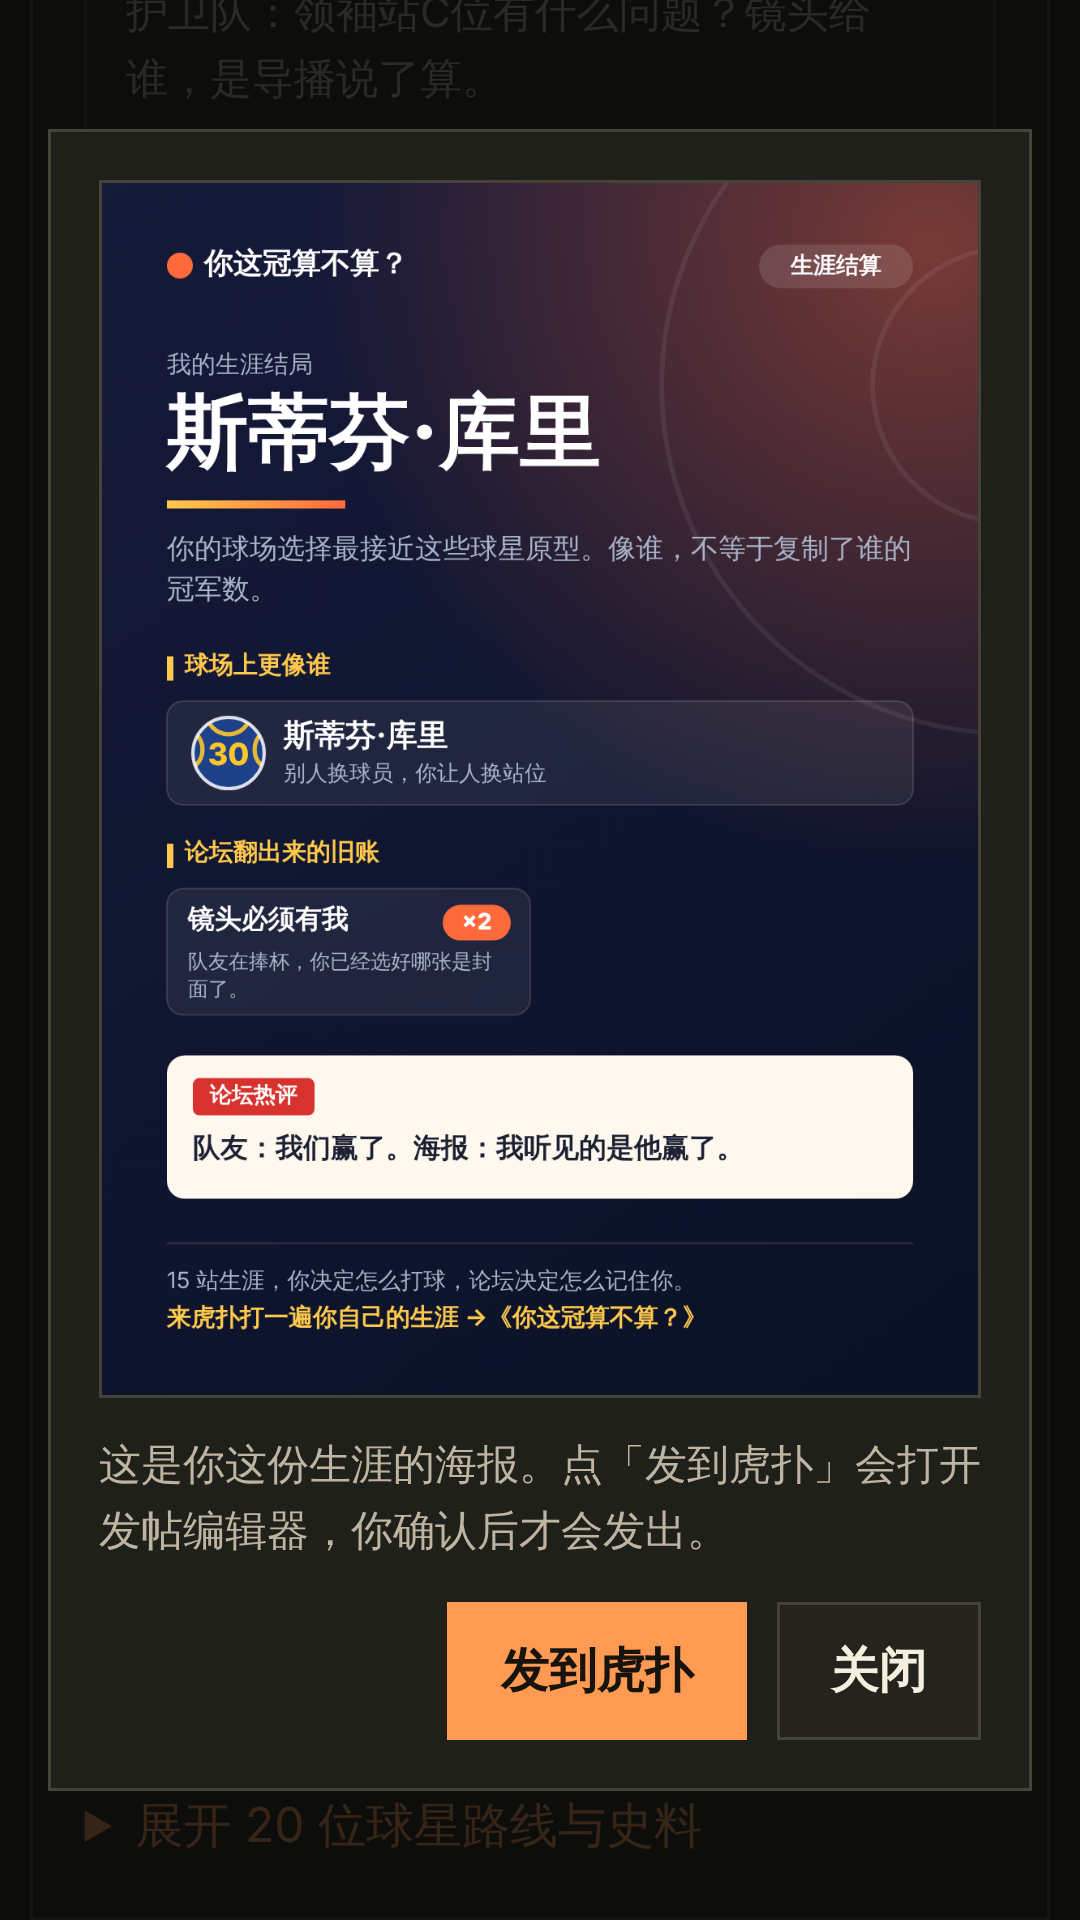 护卫队：领袖站C位有什么问题？镜头给
谁，是导播说了算。
你这冠算不算？
生涯结算
我的生涯结局
斯蒂芬·库里
你的球场选择最接近这些球星原型。像谁，不等于复制了谁的
冠军数。
球场上更像谁
30
斯蒂芬·库里
别人换球员，你让人换站位
论坛翻出来的旧账
镜头必须有我
×2
队友在捧杯，你已经选好哪张是封
面了。
论坛热评
队友：我们赢了。海报：我听见的是他赢了。
15 站生涯，你决定怎么打球，论坛决定怎么记住你。
来虎扑打一遍你自己的生涯 →《你这冠算不算？》
这是你这份生涯的海报。点「发到虎扑」会打开
发帖编辑器，你确认后才会发出。
发到虎扑
关闭
▶ 展开 20 位球星路线与史料